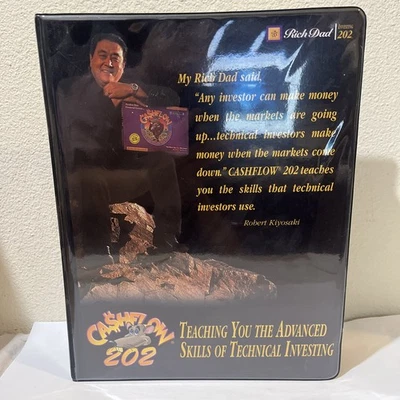 Rich Dad
INVESTING
202
My Rich Dad said,
"Any investor can make money
when the markets are going
up...technical investors make
money when the markets come
down." CASHFLOW® 202 teaches
you the skills that technical
investors use.
—Robert Kiyosaki
CASHFLOW
202
TEACHING YOU THE ADVANCED
SKILLS OF TECHNICAL INVESTING